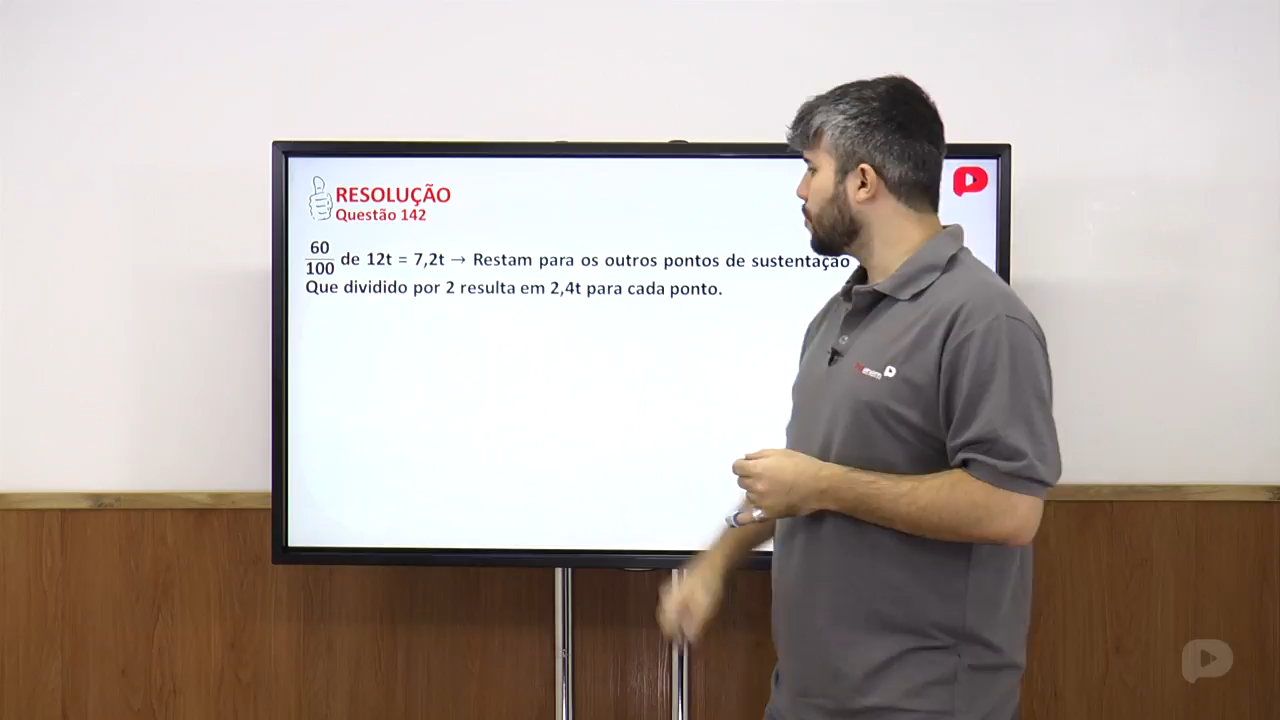 RESOLUÇÃO
Questão 142
60
100
de 12t = 7,2t → Restam para os outros pontos de sustentação
Que dividido por 2 resulta em 2,4t para cada ponto.